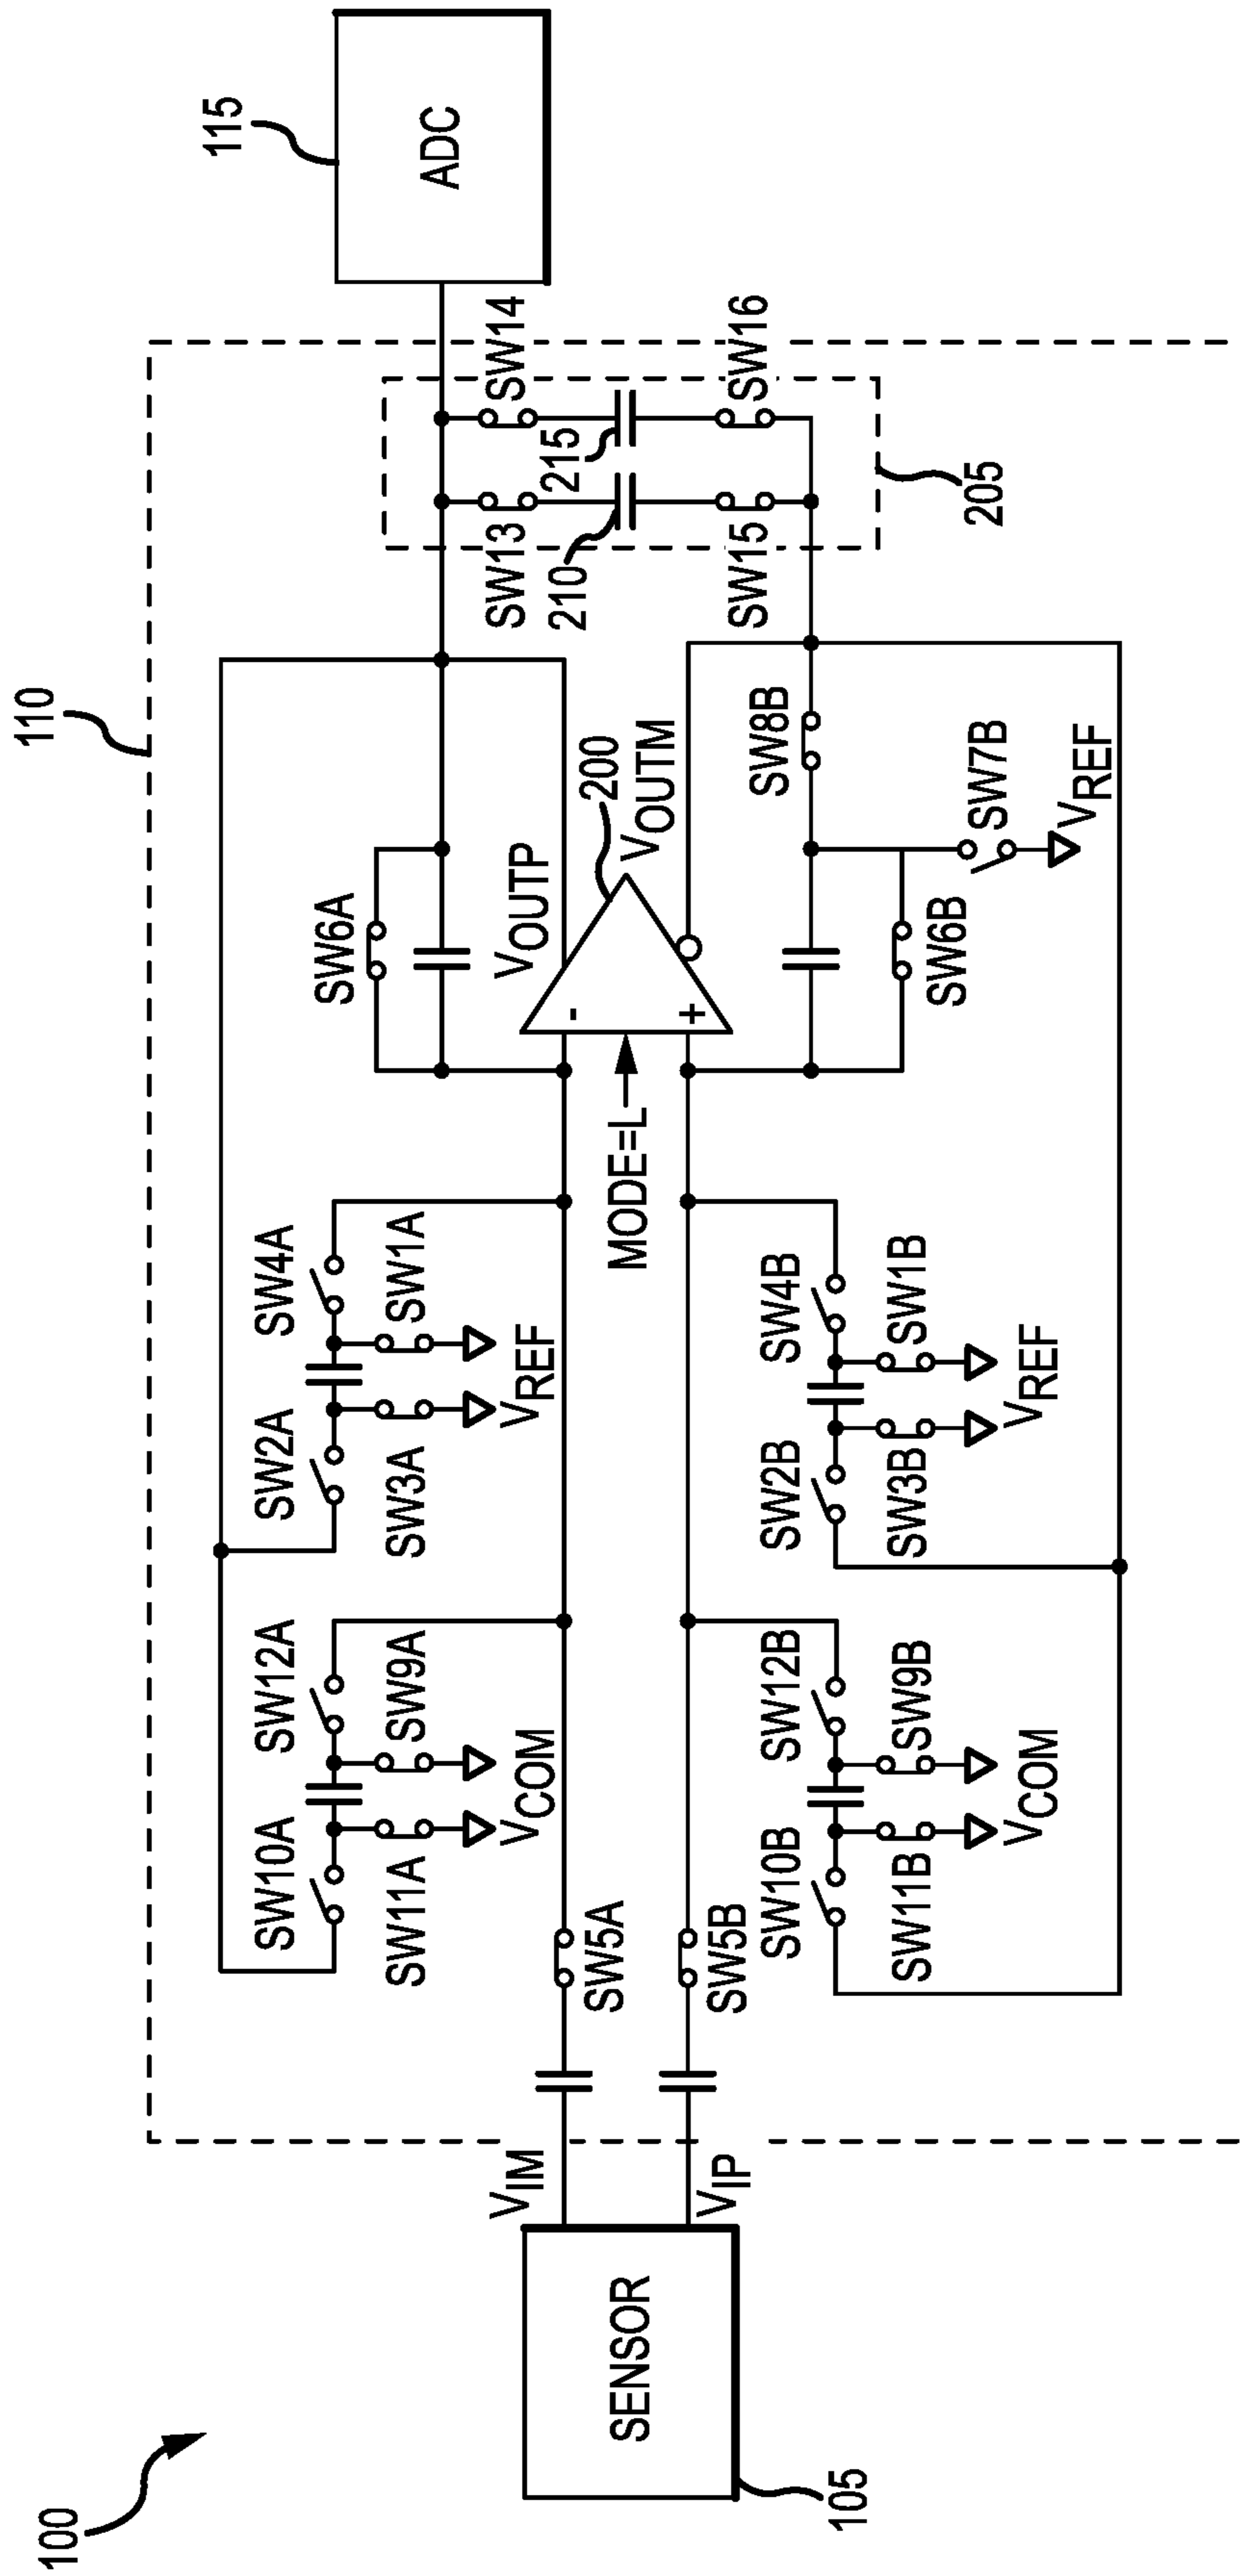 100
110
115
ADC
SW14
SW16
215
205
SW13
210
SW15
SW6A
VOUTP
200
VOUTM
SW8B
SW7B
VREF
SW6B
-
+
MODE=L
SW4A
SW1A
SW2A
SW3A
VREF
SW4B
SW1B
SW2B
SW3B
VREF
SW12A
SW9A
SW10A
SW11A
VCOM
SW12B
SW9B
SW10B
SW11B
VCOM
SW5A
SW5B
VIM
VIP
SENSOR
105